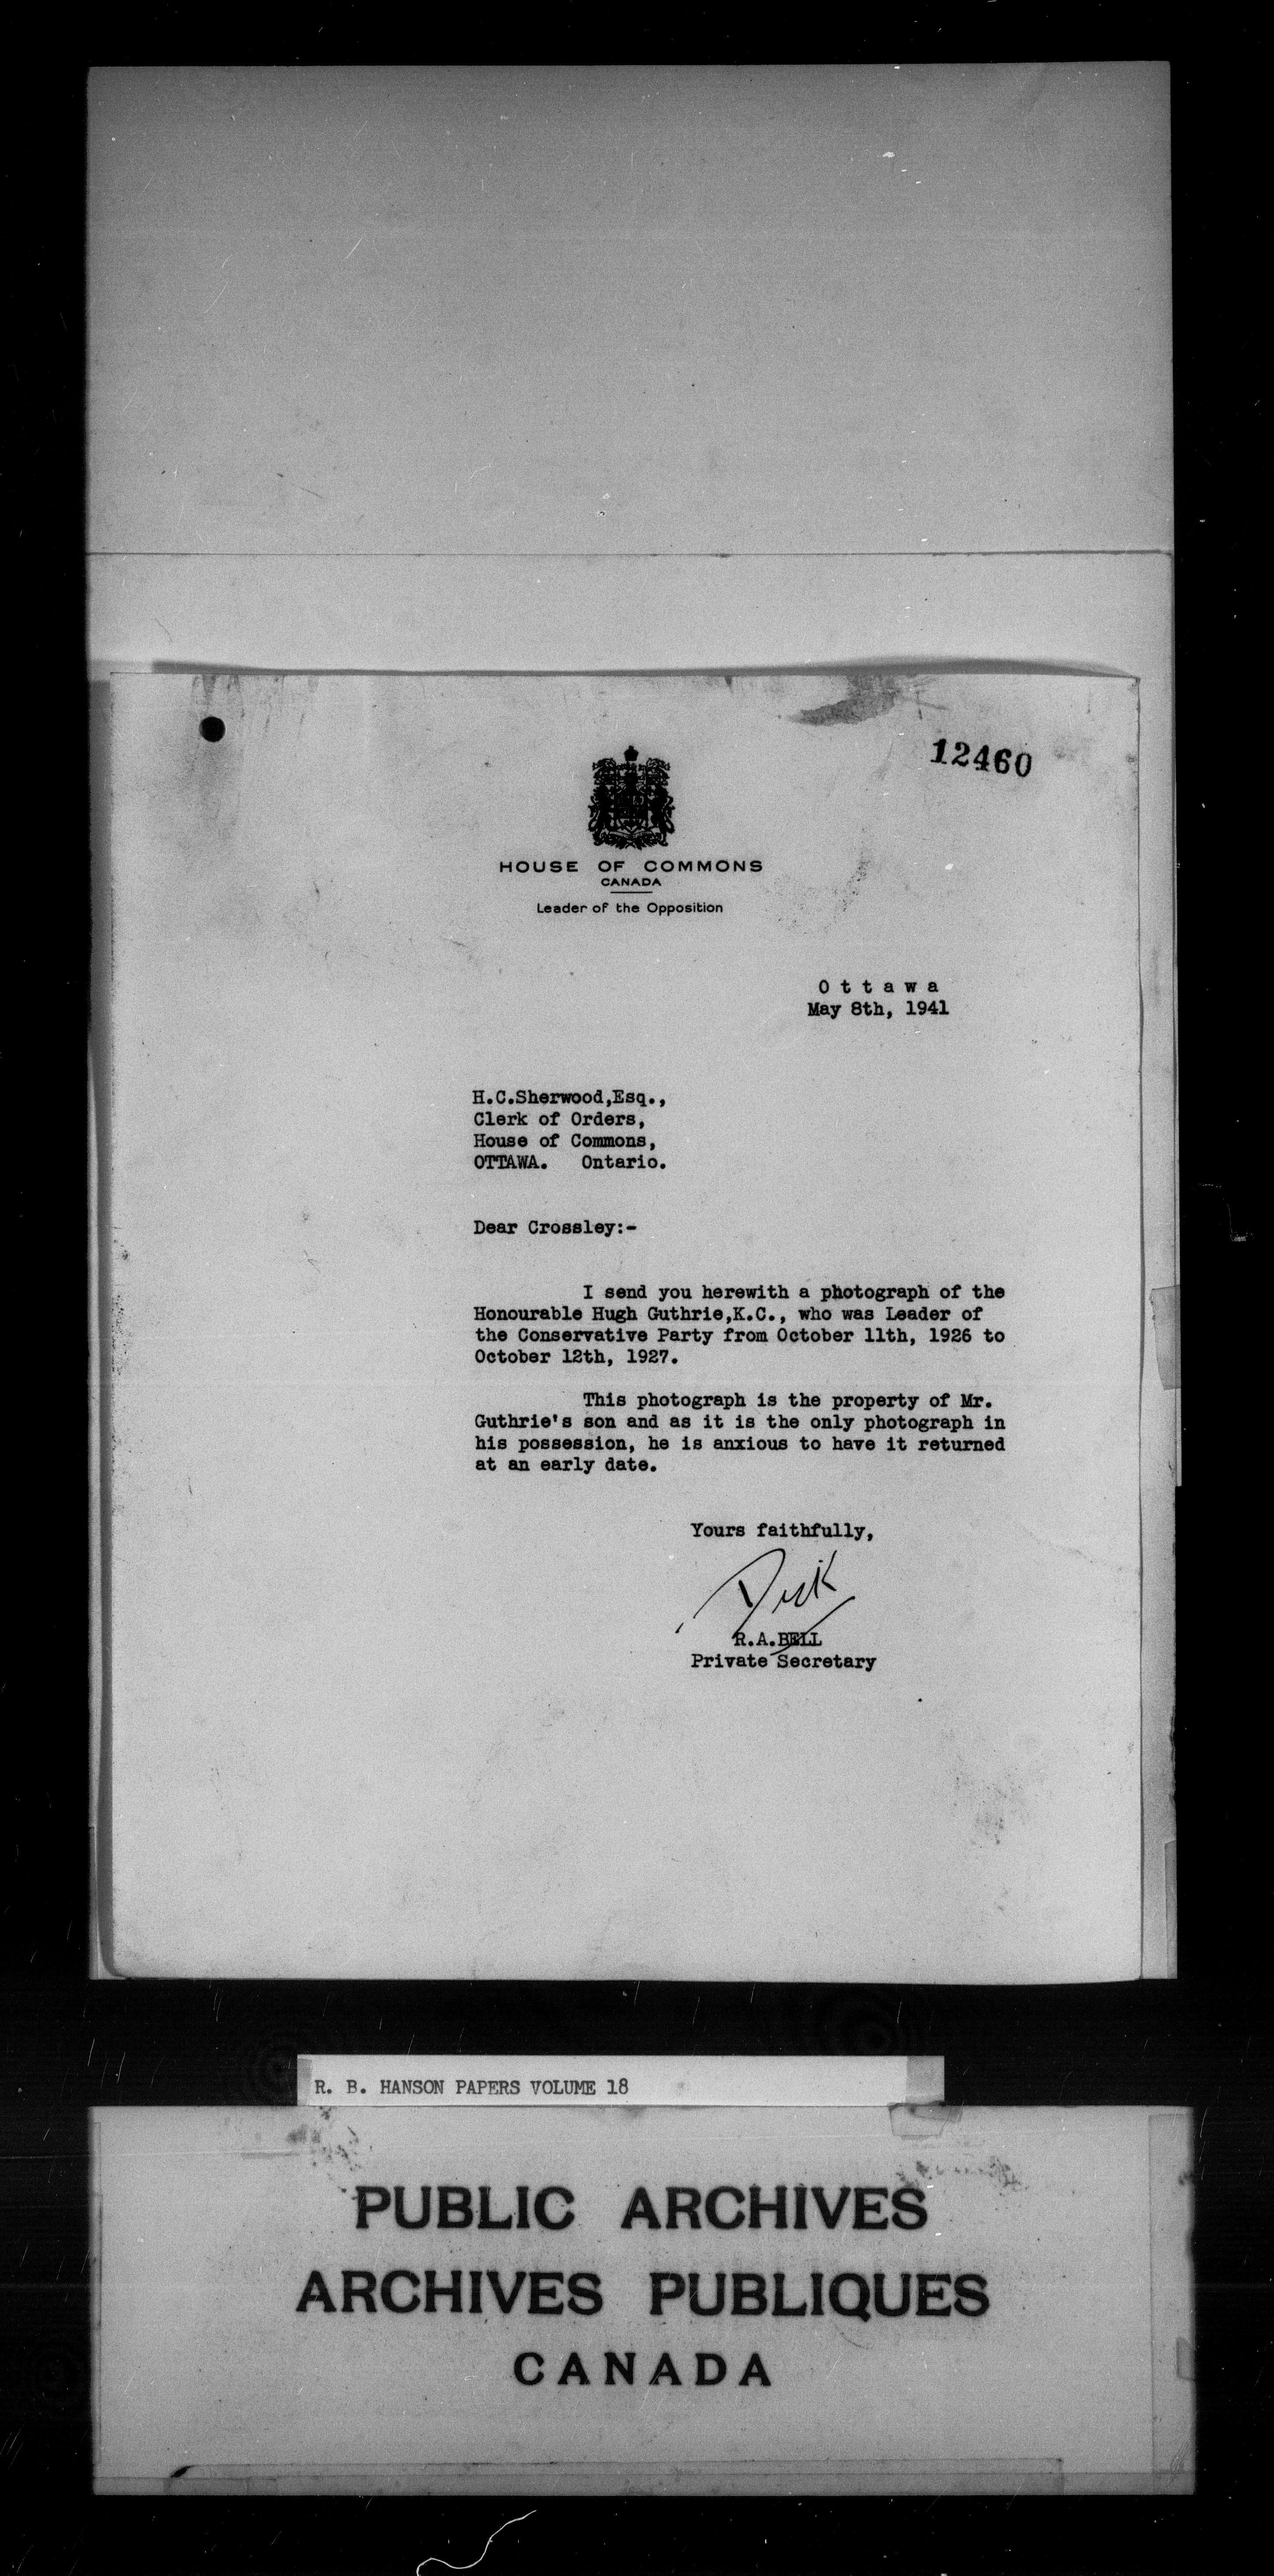 12460
HOUSE OF COMMONS
CANADA
Leader of the Opposition
O t t a w a
May 8th, 1941
H.C.Sherwood,Esq.,
Clerk of Orders,
House of Commons,
OTTAWA. Ontario.
Dear Crossley:-
I send you herewith a photograph of the
Honourable Hugh Guthrie,K.C., who was Leader of
the Conservative Party from October 11th, 1926 to
October 12th, 1927.
This photograph is the property of Mr.
Guthrie's son and as it is the only photograph in
his possession, he is anxious to have it returned
at an early date.
Yours faithfully,
Dick
R.A.BELL
Private Secretary
R. B. HANSON PAPERS VOLUME 18
PUBLIC ARCHIVES
ARCHIVES PUBLIQUES
CANADA